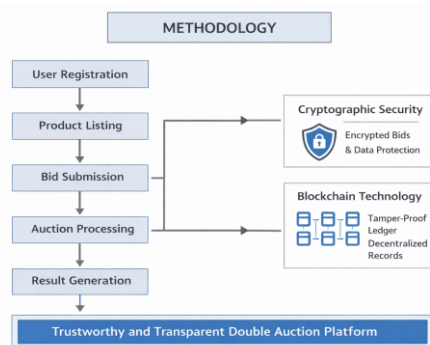 METHODOLOGY
User Registration
Product Listing
Bid Submission
Auction Processing
Result Generation
Cryptographic Security
Encrypted Bids
& Data Protection
Blockchain Technology
Tamper-Proof
Ledger
Decentralized
Records
Trustworthy and Transparent Double Auction Platform